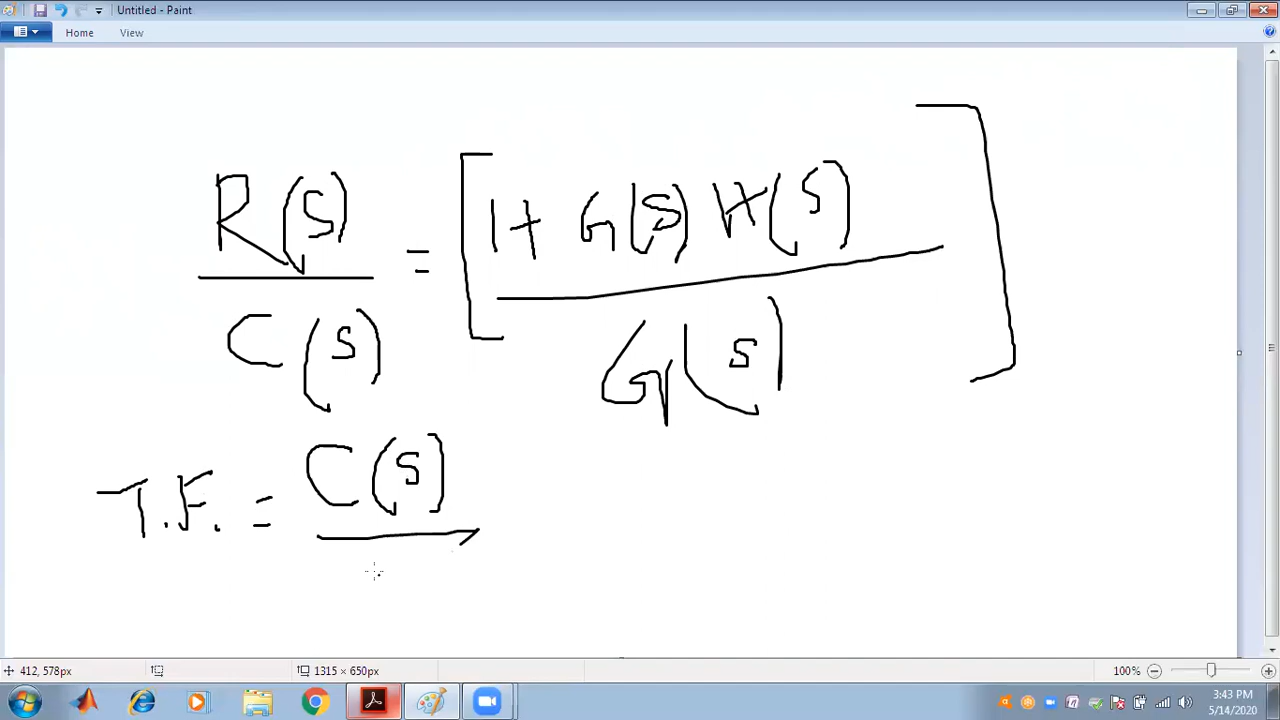 Untitled - Paint
Home View
R(s) / C(s) = [1+ G(s) H(s) / G(s)]
T.F. = C(s)
412, 578px 1315 × 650px 100%
3:43 PM
5/14/2020